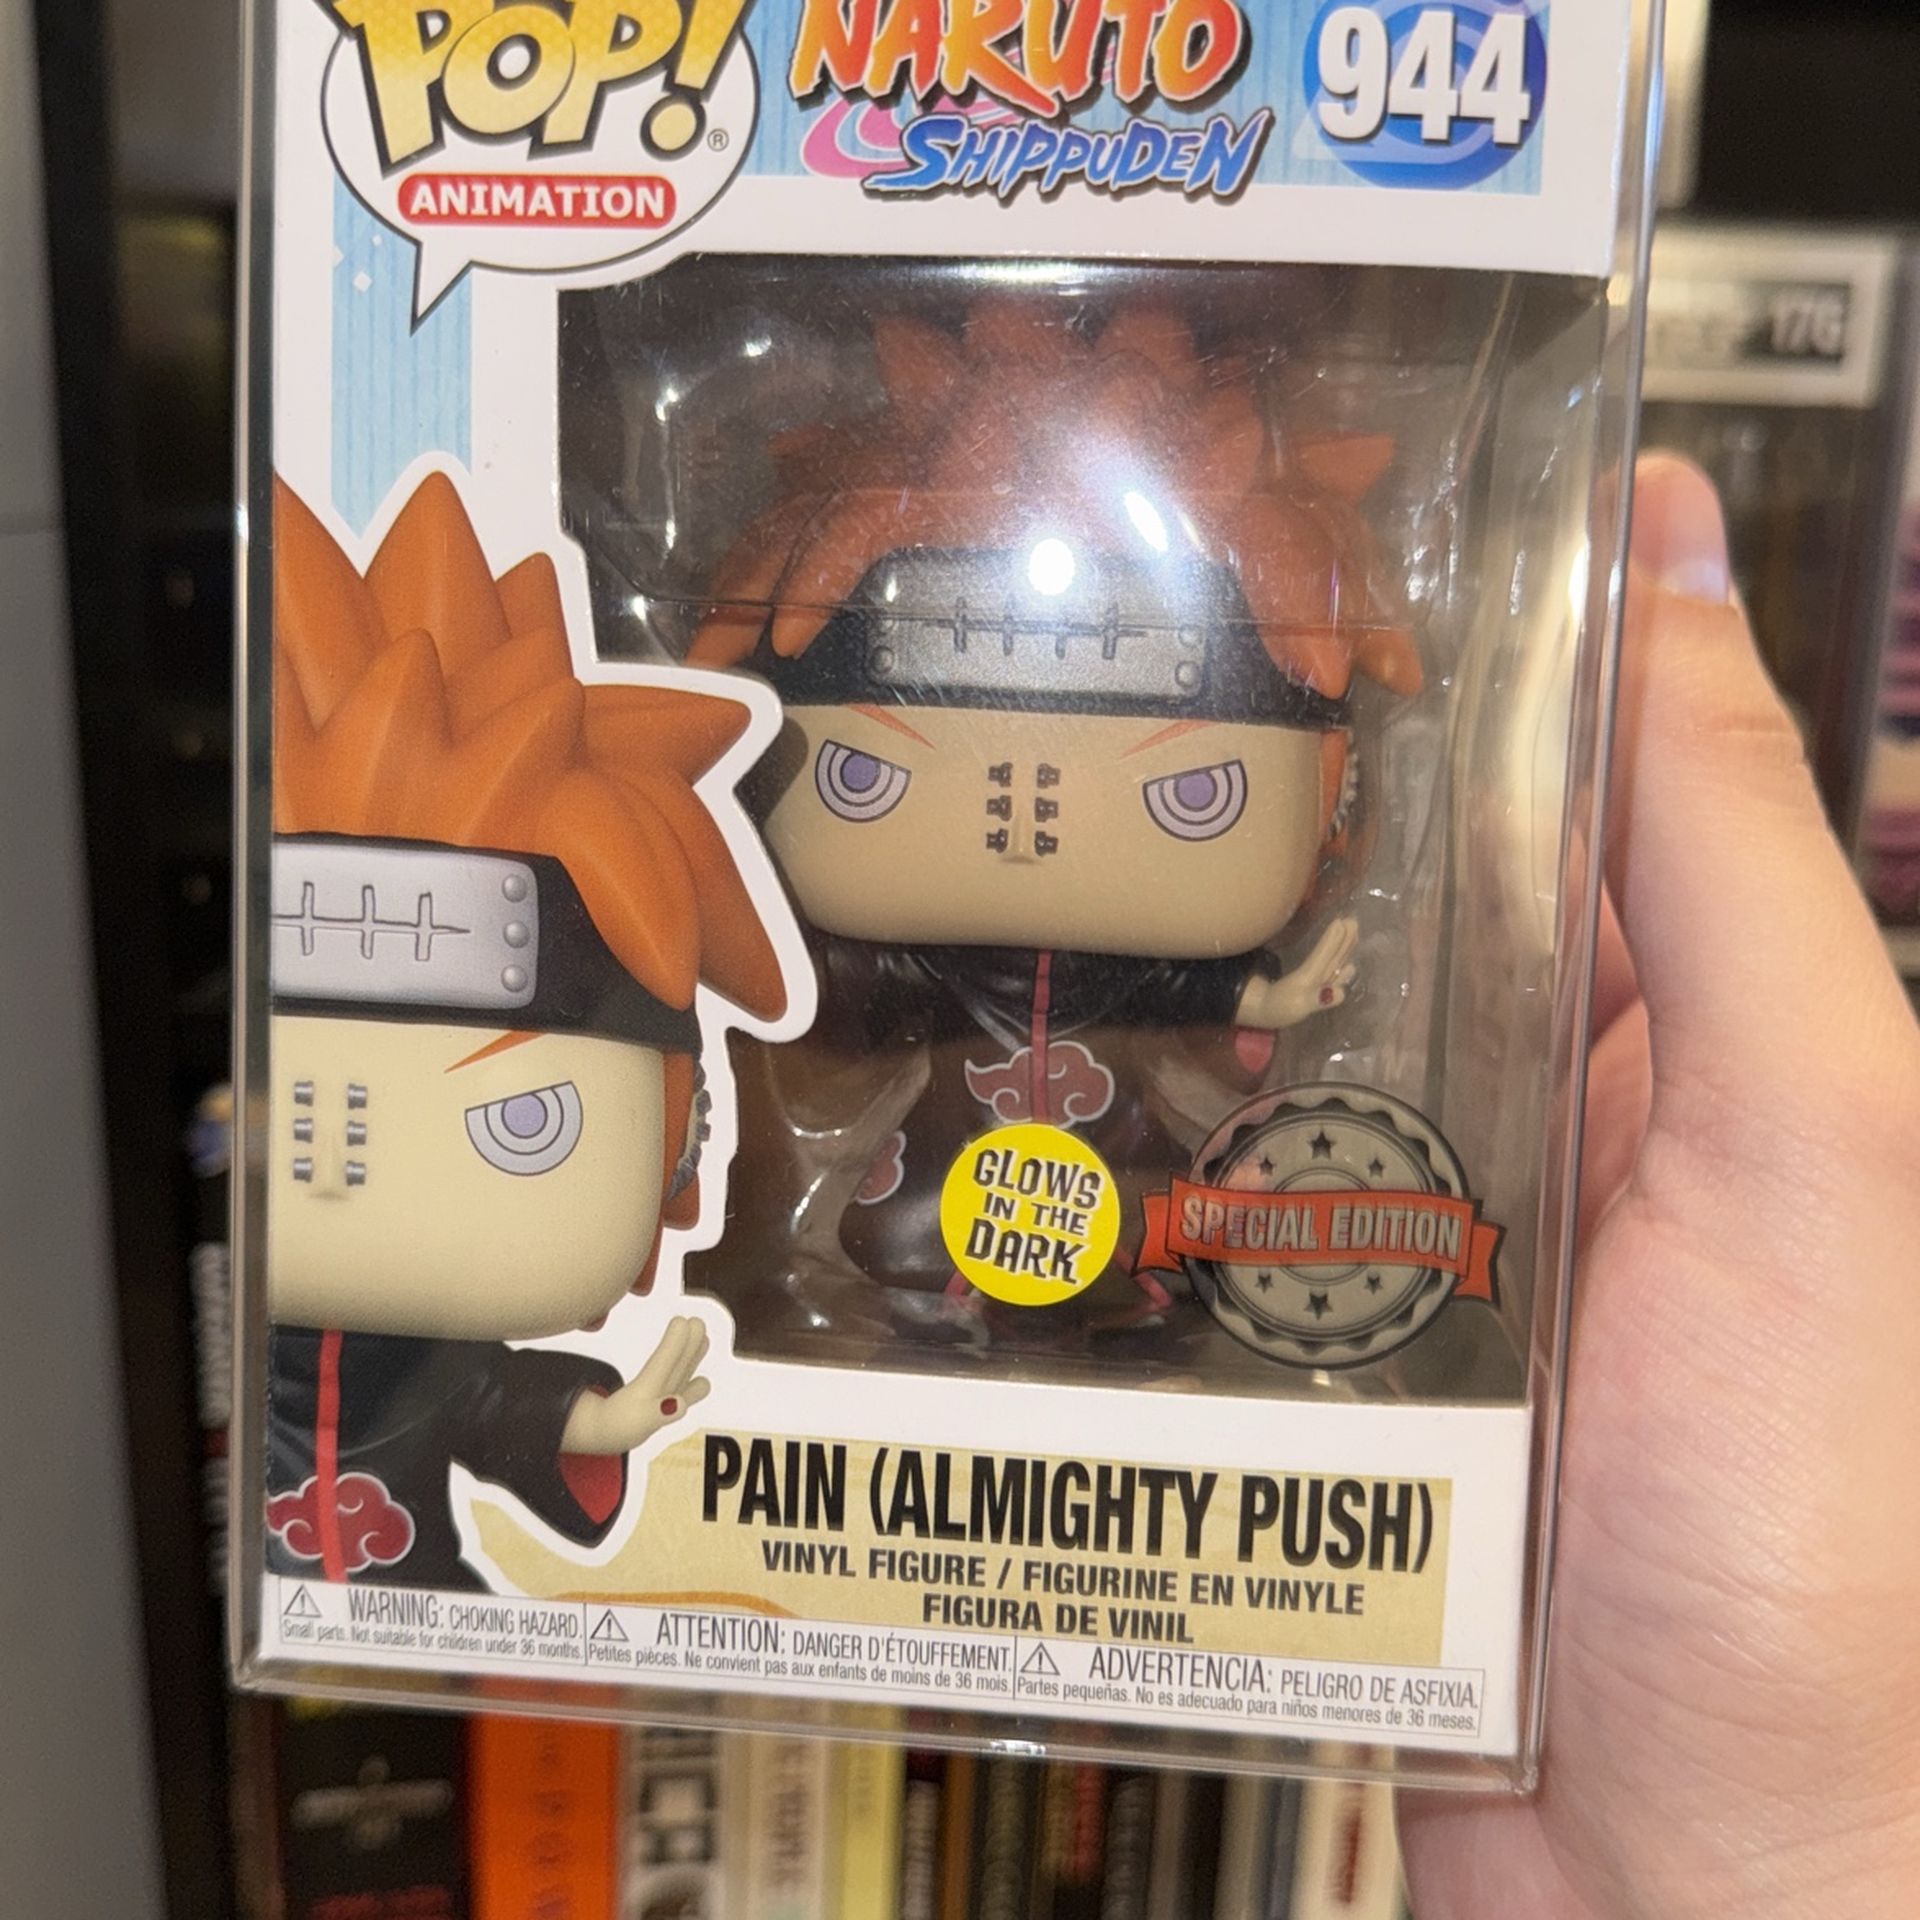 POP!
®
ANIMATION
NARUTO
SHIPPUDEN
944
176
GLOWS
IN THE
DARK
SPECIAL EDITION
PAIN (ALMIGHTY PUSH)
VINYL FIGURE / FIGURINE EN VINYLE
FIGURA DE VINIL
WARNING: CHOKING HAZARD.
Small parts. Not suitable for children under 36 months.
ATTENTION: DANGER D'ÉTOUFFEMENT.
Petites pièces. Ne convient pas aux enfants de moins de 36 mois.
ADVERTENCIA: PELIGRO DE ASFIXIA.
Partes pequeñas. No es adecuado para niños menores de 36 meses.